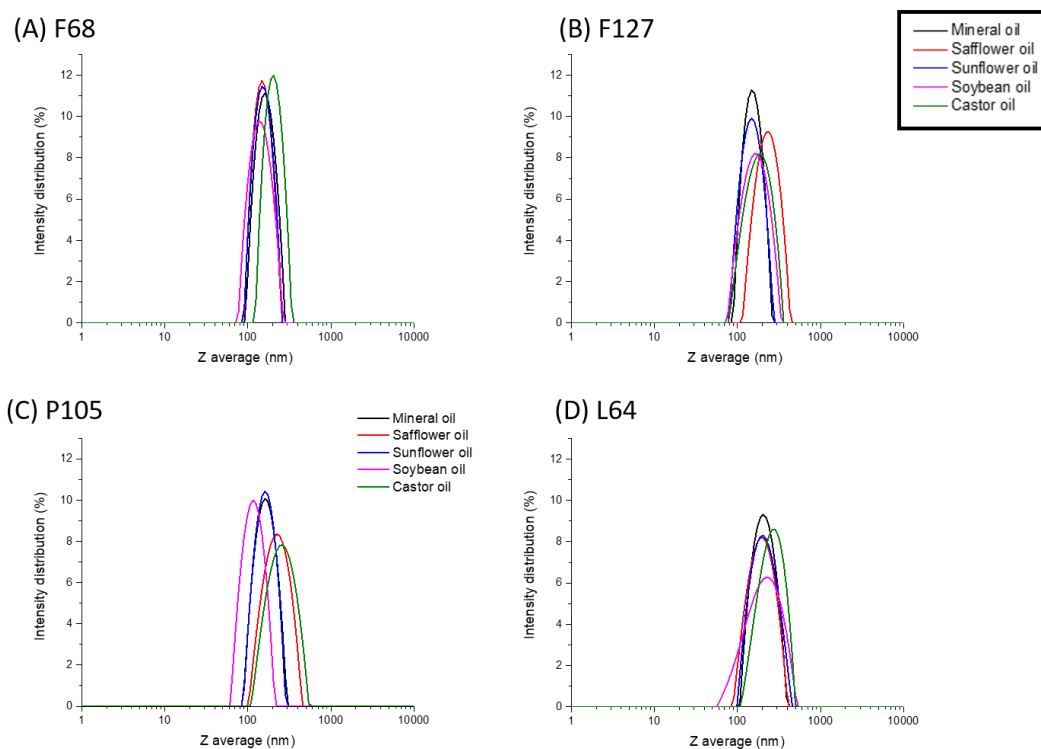 (A) F68
(B) F127
Mineral oil
Safflower oil
Sunflower oil
Soybean oil
Castor oil
12
10
8
6
4
2
0
Intensity distribution (%)
1 10 100 1000 10000
Z average (nm)
12
10
8
6
4
2
0
Intensity distribution (%)
1 10 100 1000 10000
Z average (nm)
(C) P105
(D) L64
Mineral oil
Safflower oil
Sunflower oil
Soybean oil
Castor oil
12
10
8
6
4
2
0
Intensity distribution (%)
1 10 100 1000 10000
Z average (nm)
12
10
8
6
4
2
0
Intensity distribution (%)
1 10 100 1000 10000
Z average (nm)